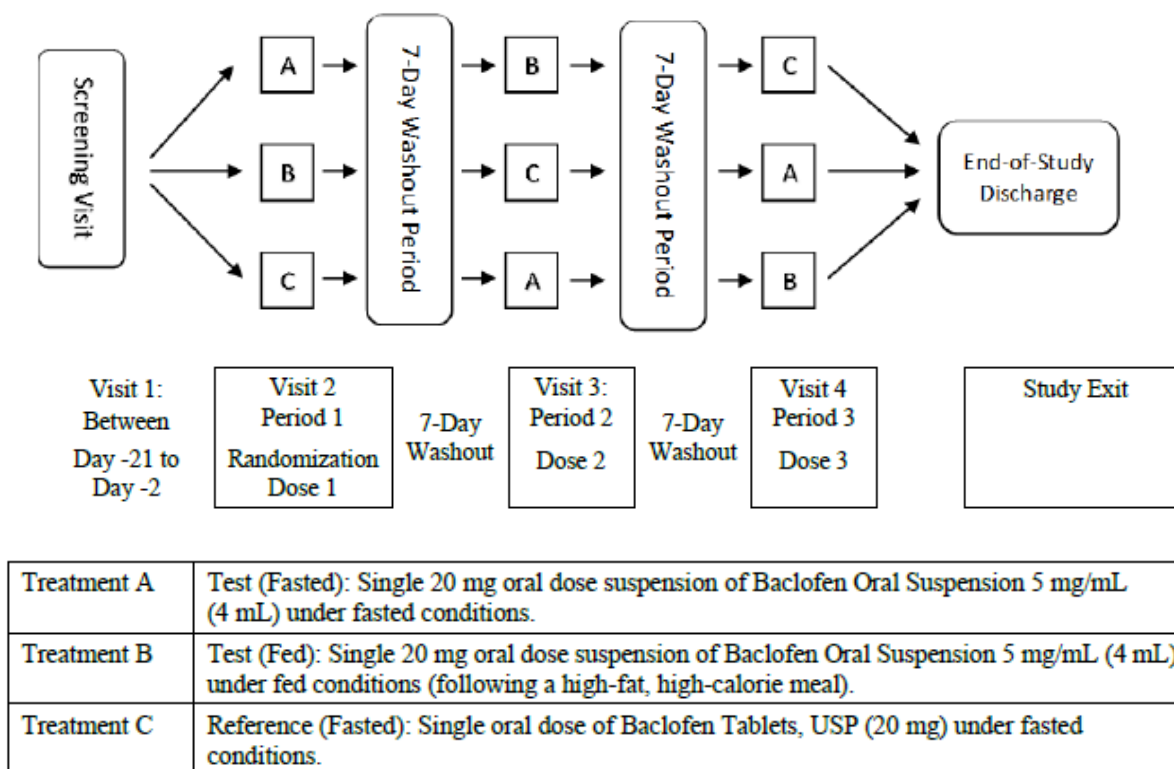 Screening Visit
A
B
C
7-Day Washout Period
B
C
A
7-Day Washout Period
C
A
B
End-of-Study
Discharge
Visit 1:
Between
Day -21 to
Day -2
Visit 2
Period 1
Randomization
Dose 1
7-Day
Washout
Visit 3:
Period 2
Dose 2
7-Day
Washout
Visit 4
Period 3
Dose 3
Study Exit
Treatment A
Test (Fasted): Single 20 mg oral dose suspension of Baclofen Oral Suspension 5 mg/mL
(4 mL) under fasted conditions.
Treatment B
Test (Fed): Single 20 mg oral dose suspension of Baclofen Oral Suspension 5 mg/mL (4 mL)
under fed conditions (following a high-fat, high-calorie meal).
Treatment C
Reference (Fasted): Single oral dose of Baclofen Tablets, USP (20 mg) under fasted
conditions.